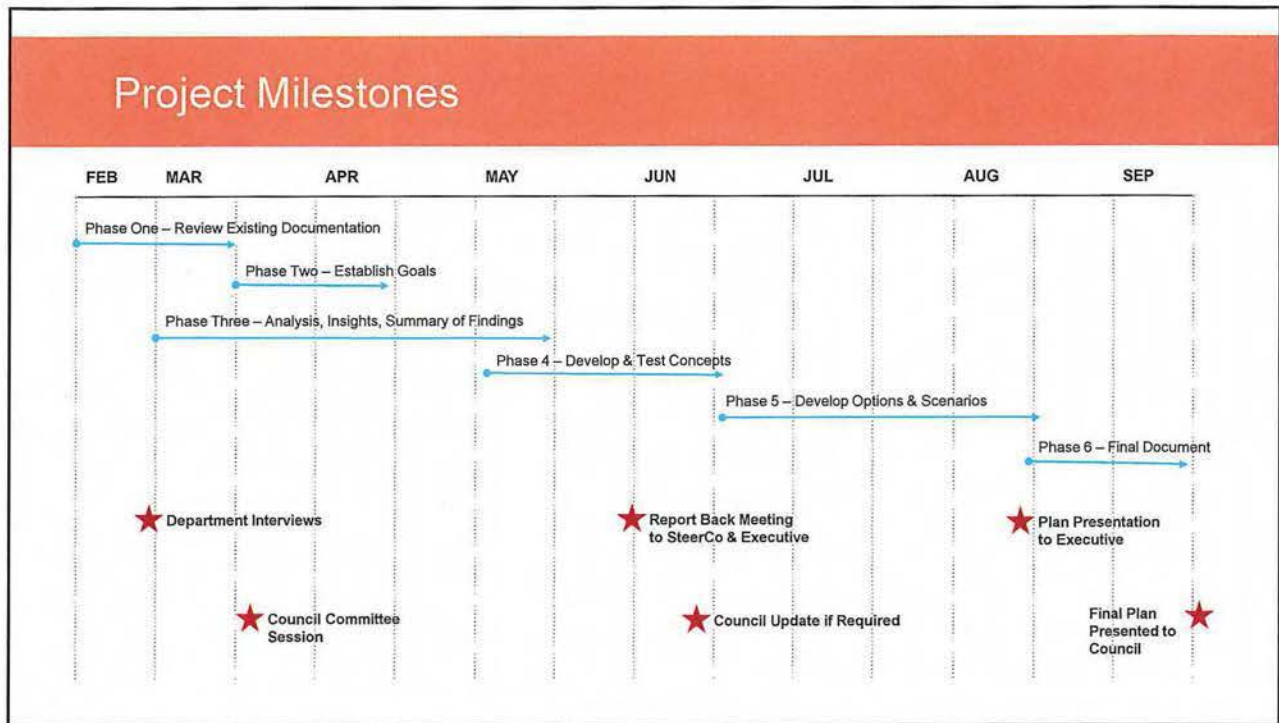 Project Milestones
FEB MAR APR MAY JUN JUL AUG SEP
Phase One – Review Existing Documentation
Phase Two – Establish Goals
Phase Three – Analysis, Insights, Summary of Findings
Phase 4 – Develop & Test Concepts
Phase 5 – Develop Options & Scenarios
Phase 6 – Final Document
Department Interviews
Report Back Meeting
to SteerCo & Executive
Plan Presentation
to Executive
Council Committee
Session
Council Update if Required
Final Plan
Presented to
Council